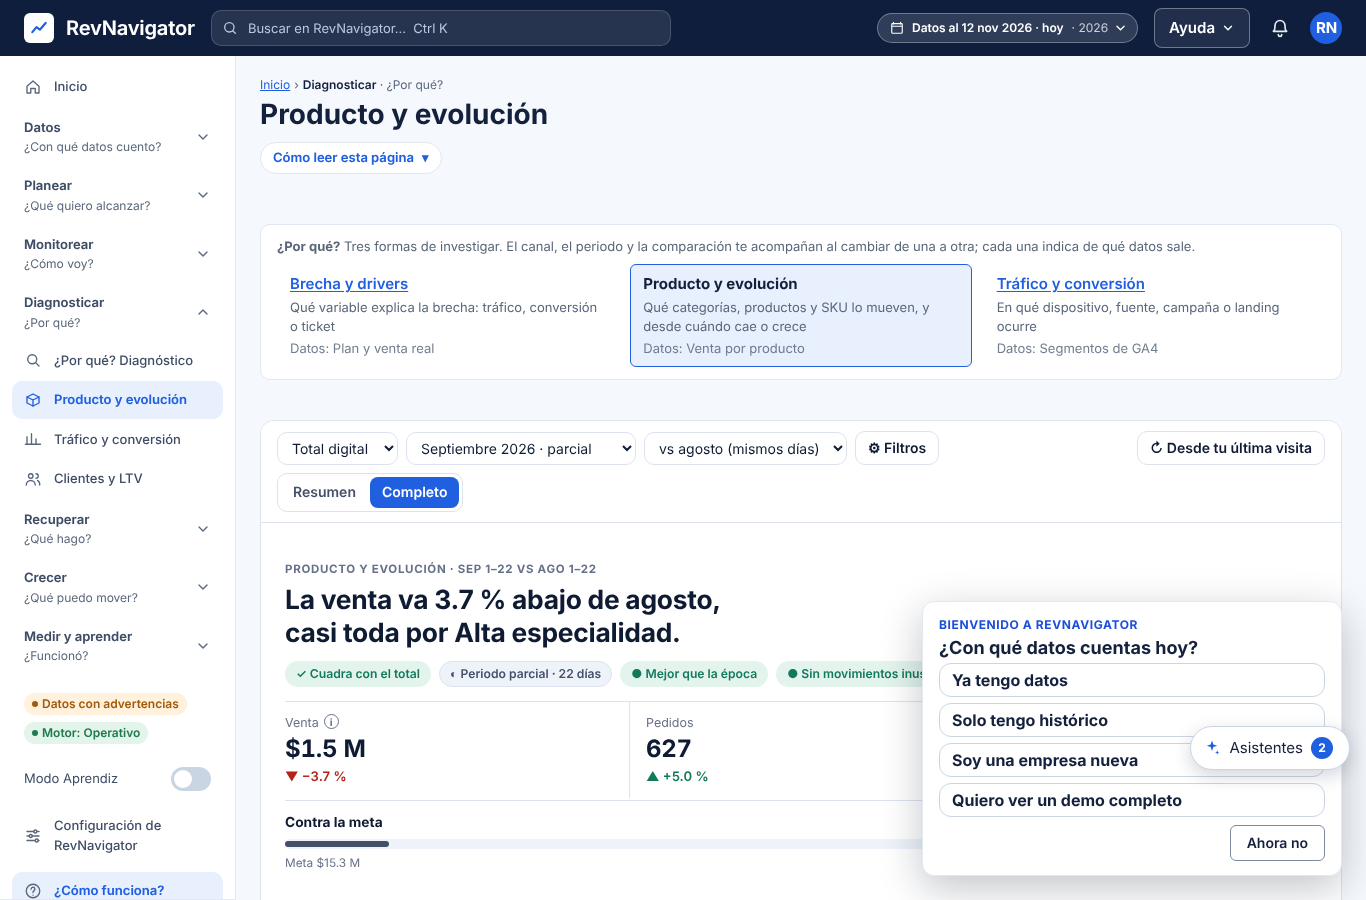 RevNavigator
Buscar en RevNavigator... Ctrl K
Datos al 12 nov 2026 · hoy · 2026
Ayuda
RN
Inicio
Datos
¿Con qué datos cuento?
Planear
¿Qué quiero alcanzar?
Monitorear
¿Cómo voy?
Diagnosticar
¿Por qué?
¿Por qué? Diagnóstico
Producto y evolución
Tráfico y conversión
Clientes y LTV
Recuperar
¿Qué hago?
Crecer
¿Qué puedo mover?
Medir y aprender
¿Funcionó?
Datos con advertencias
Motor: Operativo
Modo Aprendiz
Configuración de
RevNavigator
¿Cómo funciona?
Inicio › Diagnosticar · ¿Por qué?
Producto y evolución
Cómo leer esta página ▾
¿Por qué? Tres formas de investigar. El canal, el periodo y la comparación te acompañan al cambiar de una a otra; cada una indica de qué datos sale.
Brecha y drivers
Qué variable explica la brecha: tráfico, conversión
o ticket
Datos: Plan y venta real
Producto y evolución
Qué categorías, productos y SKU lo mueven, y
desde cuándo cae o crece
Datos: Venta por producto
Tráfico y conversión
En qué dispositivo, fuente, campaña o landing
ocurre
Datos: Segmentos de GA4
Total digital
Septiembre 2026 · parcial
vs agosto (mismos días)
⚙ Filtros
↻ Desde tu última visita
Resumen
Completo
PRODUCTO Y EVOLUCIÓN · SEP 1–22 VS AGO 1–22
La venta va 3.7 % abajo de agosto,
casi toda por Alta especialidad.
✓ Cuadra con el total
Periodo parcial · 22 días
● Mejor que la época
● Sin movimientos inus
Venta
$1.5 M
▼ −3.7 %
Pedidos
627
▲ +5.0 %
Contra la meta
Meta $15.3 M
BIENVENIDO A REVNAVIGATOR
¿Con qué datos cuentas hoy?
Ya tengo datos
Solo tengo histórico
Soy una empresa nueva
Quiero ver un demo completo
Ahora no
Asistentes 2